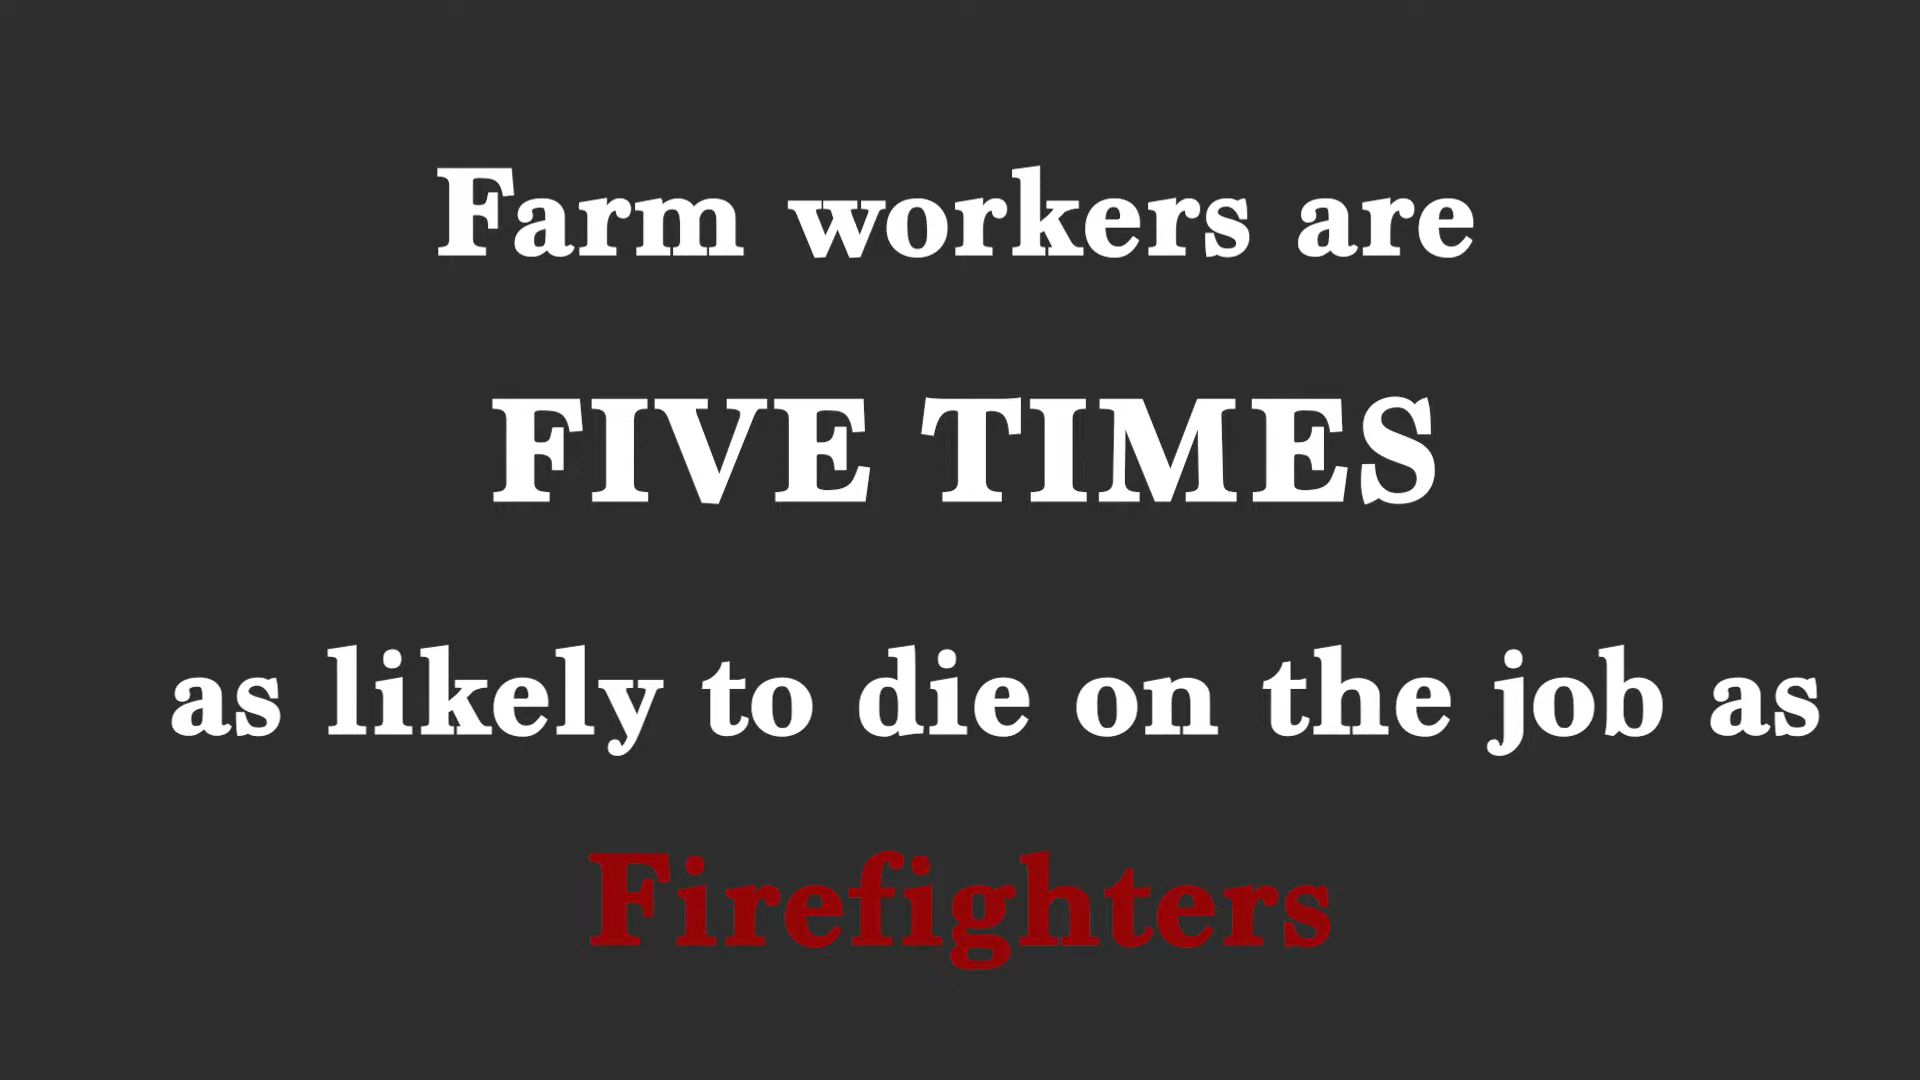 Farm workers are
FIVE TIMES
as likely to die on the job as
Firefighters